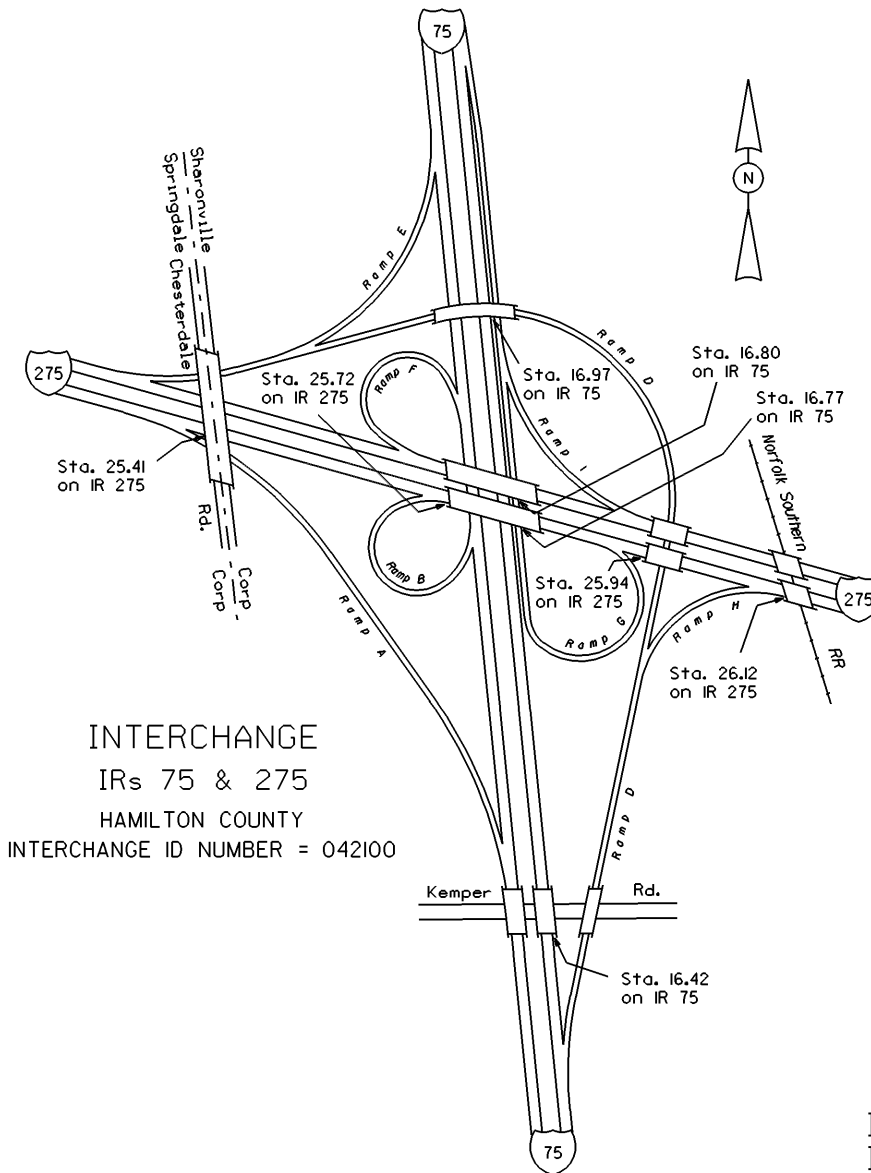 75
N
Sharonville
Springdale
Chesterdale
Ramp E
Ramp D
275
Sta. 25.72
on IR 275
Ramp F
Sta. 16.97
on IR 75
Sta. 16.80
on IR 75
Sta. 16.77
on IR 75
Ramp I
Sta. 25.41
on IR 275
Norfolk Southern
Rd.
Corp
Corp
Ramp B
Sta. 25.94
on IR 275
Ramp G
Ramp H
275
Ramp A
Sta. 26.12
on IR 275
RR
INTERCHANGE
IRs 75 & 275
HAMILTON COUNTY
INTERCHANGE ID NUMBER = 042100
Ramp D
Kemper Rd.
Sta. 16.42
on IR 75
75